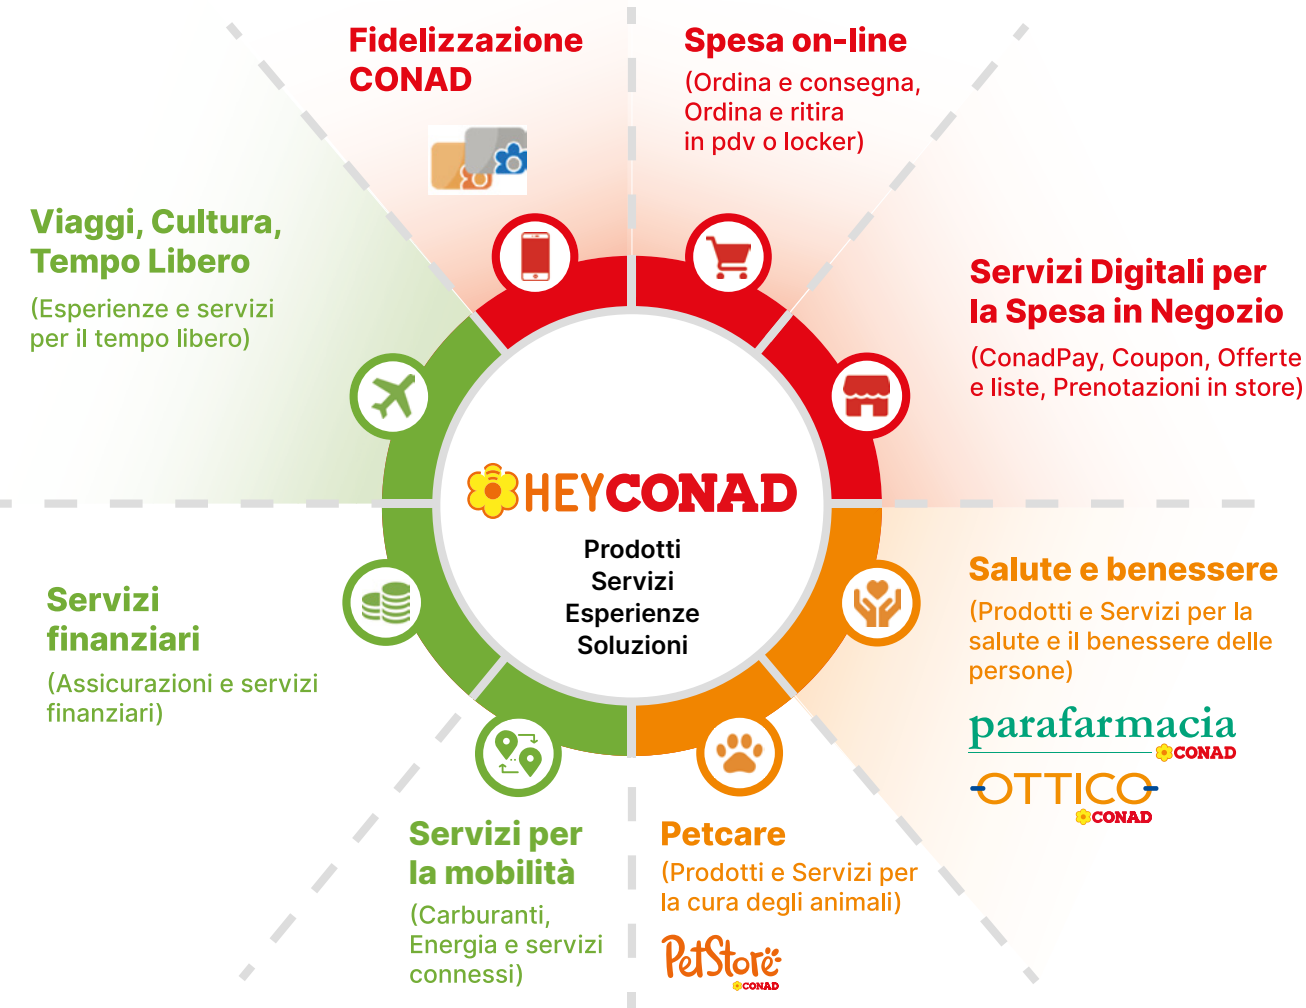 Fidelizzazione
CONAD
Spesa on-line
(Ordina e consegna,
Ordina e ritira
in pdv o locker)
Servizi Digitali per
la Spesa in Negozio
(ConadPay, Coupon, Offerte
e liste, Prenotazioni in store)
Salute e benessere
(Prodotti e Servizi per la
salute e il benessere delle
persone)
parafarmacia
CONAD
OTTICO
CONAD
Petcare
(Prodotti e Servizi per
la cura degli animali)
PetStore
CONAD
Servizi per
la mobilità
(Carburanti,
Energia e servizi
connessi)
Servizi
finanziari
(Assicurazioni e servizi
finanziari)
Viaggi, Cultura,
Tempo Libero
(Esperienze e servizi
per il tempo libero)
HEYCONAD
Prodotti
Servizi
Esperienze
Soluzioni